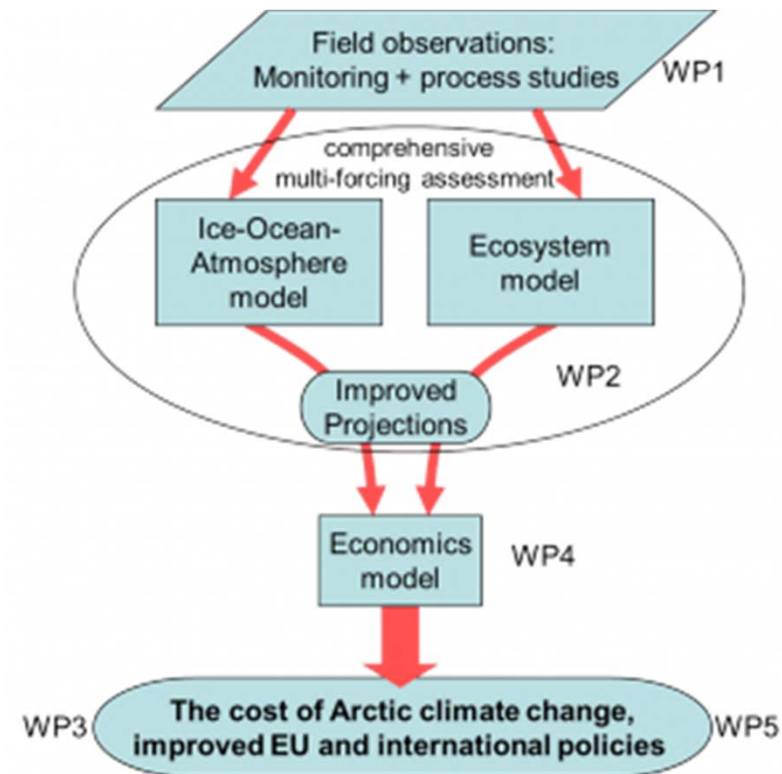 Field observations:
Monitoring + process studies
WP1
comprehensive
multi-forcing assessment
Ice-Ocean-
Atmosphere
model
Ecosystem
model
WP2
Improved
Projections
Economics
model
WP4
WP3
The cost of Arctic climate change,
improved EU and international policies
WP5